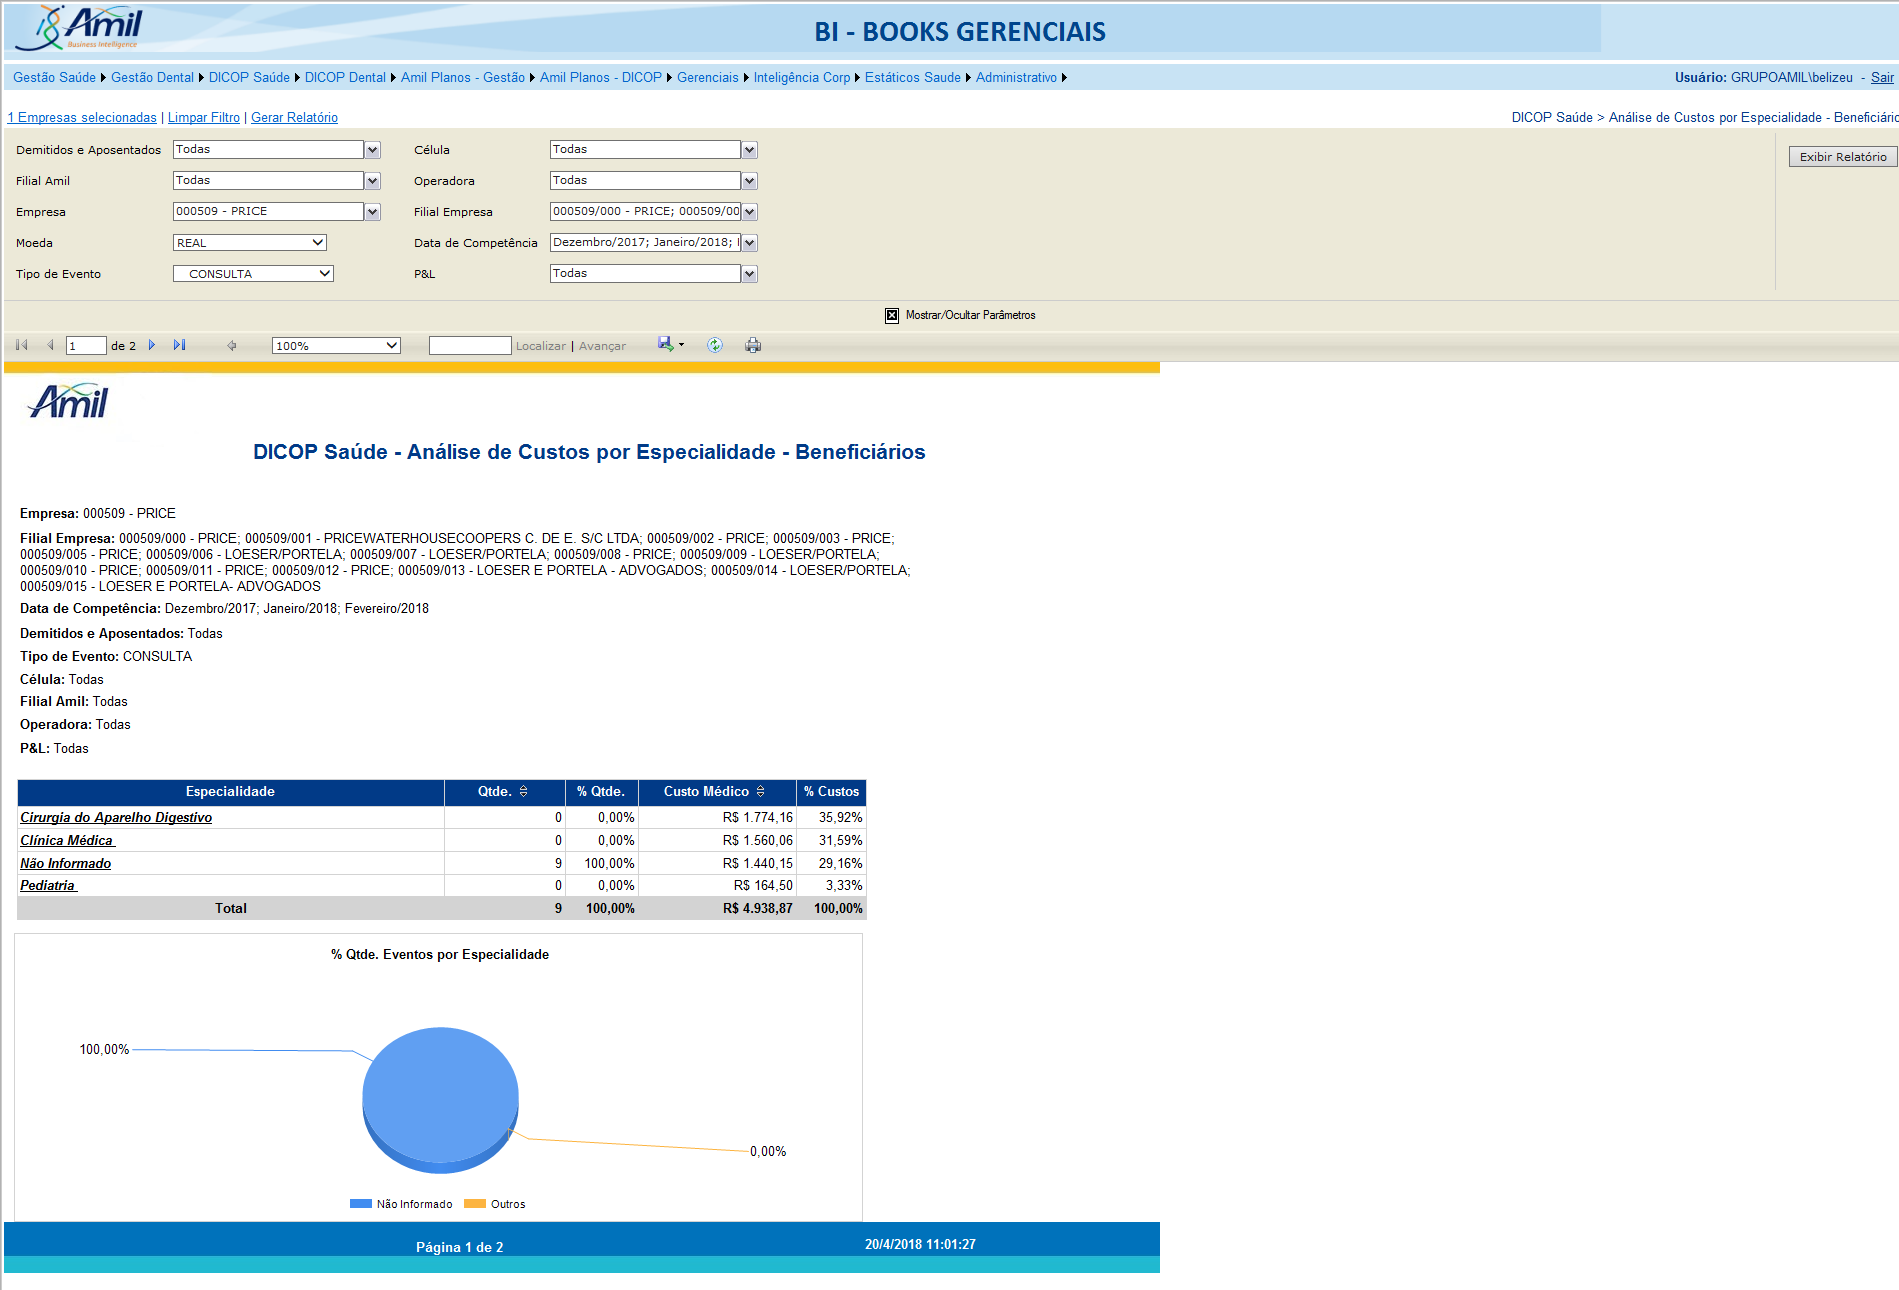 Amil
Business Intelligence
BI - BOOKS GERENCIAIS
Gestão Saúde Gestão Dental DICOP Saúde DICOP Dental Amil Planos - Gestão Amil Planos - DICOP Gerenciais Inteligência Corp Estáticos Saude Administrativo Usuário: GRUPOAMIL\belizeu - Sair
1 Empresas selecionadas | Limpar Filtro | Gerar Relatório DICOP Saúde > Análise de Custos por Especialidade - Beneficiário
Demitidos e Aposentados Todas Célula Todas Exibir Relatório
Filial Amil Todas Operadora Todas
Empresa 000509 - PRICE Filial Empresa 000509/000 - PRICE; 000509/00
Moeda REAL Data de Competência Dezembro/2017; Janeiro/2018;
Tipo de Evento CONSULTA P&L Todas
Mostrar/Ocultar Parâmetros
1 de 2 100% Localizar | Avançar
Amil
DICOP Saúde - Análise de Custos por Especialidade - Beneficiários
Empresa: 000509 - PRICE
Filial Empresa: 000509/000 - PRICE; 000509/001 - PRICEWATERHOUSECOOPERS C. DE E. S/C LTDA; 000509/002 - PRICE; 000509/003 - PRICE;
000509/005 - PRICE; 000509/006 - LOESER/PORTELA; 000509/007 - LOESER/PORTELA; 000509/008 - PRICE; 000509/009 - LOESER/PORTELA;
000509/010 - PRICE; 000509/011 - PRICE; 000509/012 - PRICE; 000509/013 - LOESER E PORTELA - ADVOGADOS; 000509/014 - LOESER/PORTELA;
000509/015 - LOESER E PORTELA- ADVOGADOS
Data de Competência: Dezembro/2017; Janeiro/2018; Fevereiro/2018
Demitidos e Aposentados: Todas
Tipo de Evento: CONSULTA
Célula: Todas
Filial Amil: Todas
Operadora: Todas
P&L: Todas
Especialidade Qtde. % Qtde. Custo Médico % Custos
Cirurgia do Aparelho Digestivo 0 0,00% R$ 1.774,16 35,92%
Clínica Médica 0 0,00% R$ 1.560,06 31,59%
Não Informado 9 100,00% R$ 1.440,15 29,16%
Pediatria 0 0,00% R$ 164,50 3,33%
Total 9 100,00% R$ 4.938,87 100,00%
% Qtde. Eventos por Especialidade
100,00%
0,00%
Não Informado Outros
Página 1 de 2 20/4/2018 11:01:27